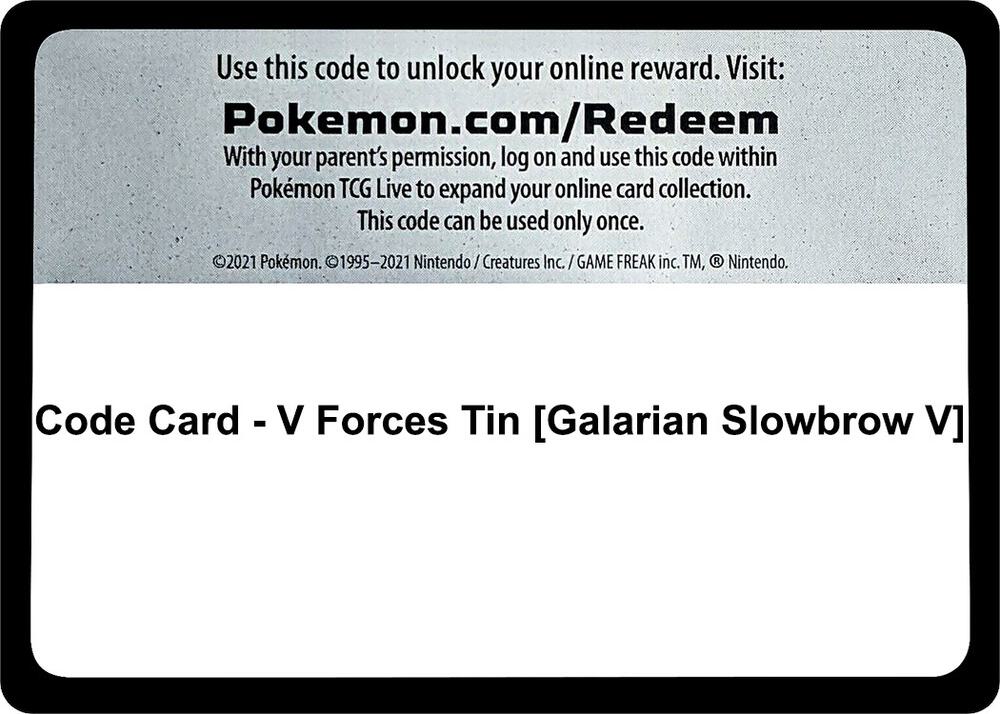 Use this code to unlock your online reward. Visit:
Pokemon.com/Redeem
With your parent's permission, log on and use this code within
Pokémon TCG Live to expand your online card collection.
This code can be used only once.
©2021 Pokémon. ©1995–2021 Nintendo / Creatures Inc. / GAME FREAK inc. TM, ® Nintendo.
Code Card - V Forces Tin [Galarian Slowbrow V]